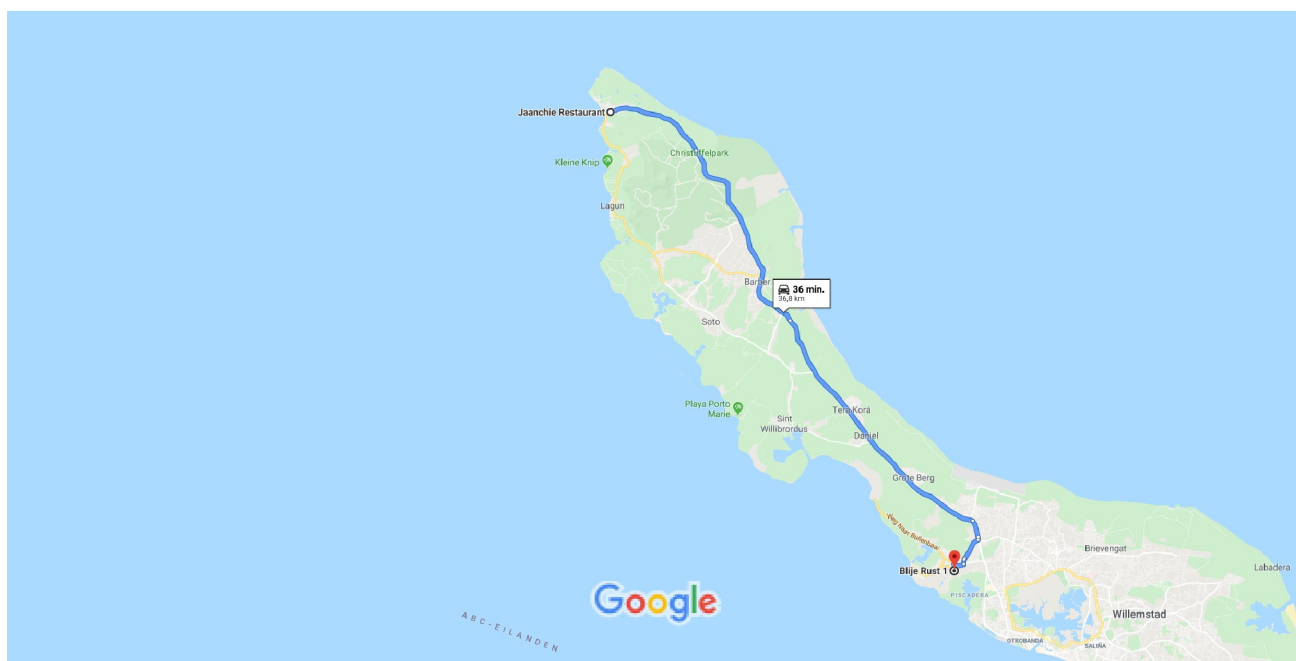 Jaanchie Restaurant
Christoffelpark
Kleine Knip
Lagun
Barber
36 min.
36,8 km
Soto
Playa Porto
Marie
Tera Korá
Sint
Willibrordus
Daniel
Grote Berg
Weg Naar Bullenbaai
Brievengat
Blije Rust 1
Labadera
PISCADERA
Google
Willemstad
ABC-EILANDEN
OTROBANDA
SALIÑA